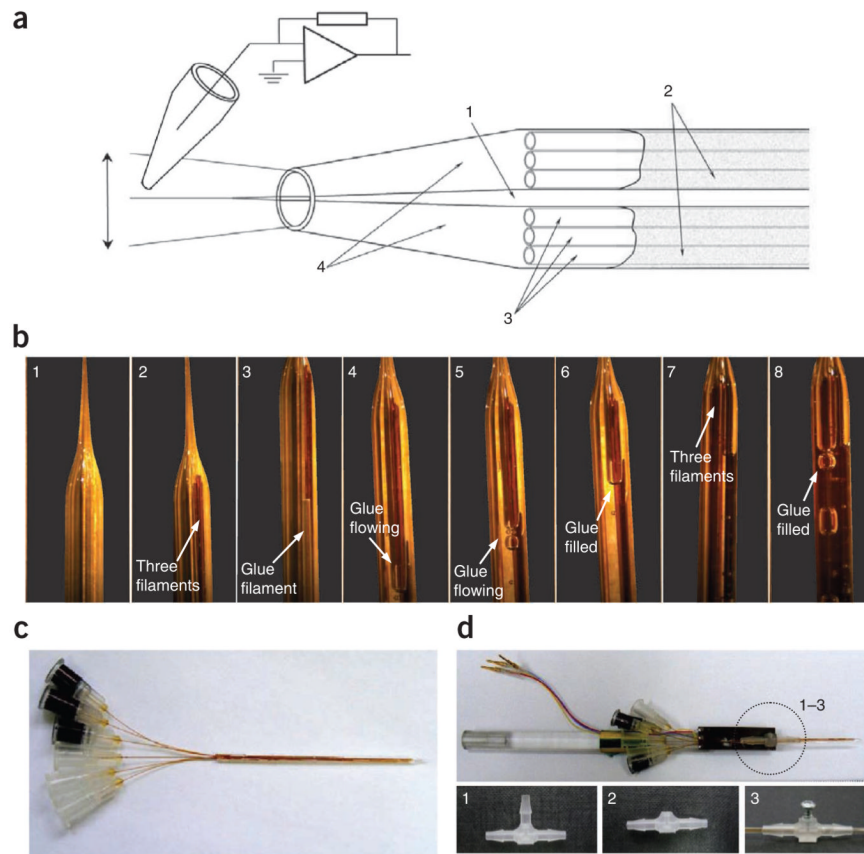 a
1
2
4
3
b
1
2
3
4
5
6
7
8
Three
filaments
Glue
filament
Glue
flowing
Glue
flowing
Glue
filled
Three
filaments
Glue
filled
c
d
1–3
1
2
3